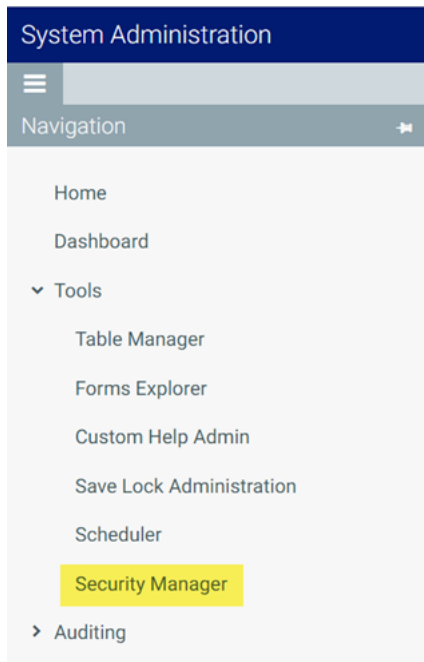 System Administration
Navigation
Home
Dashboard
Tools
Table Manager
Forms Explorer
Custom Help Admin
Save Lock Administration
Scheduler
Security Manager
Auditing